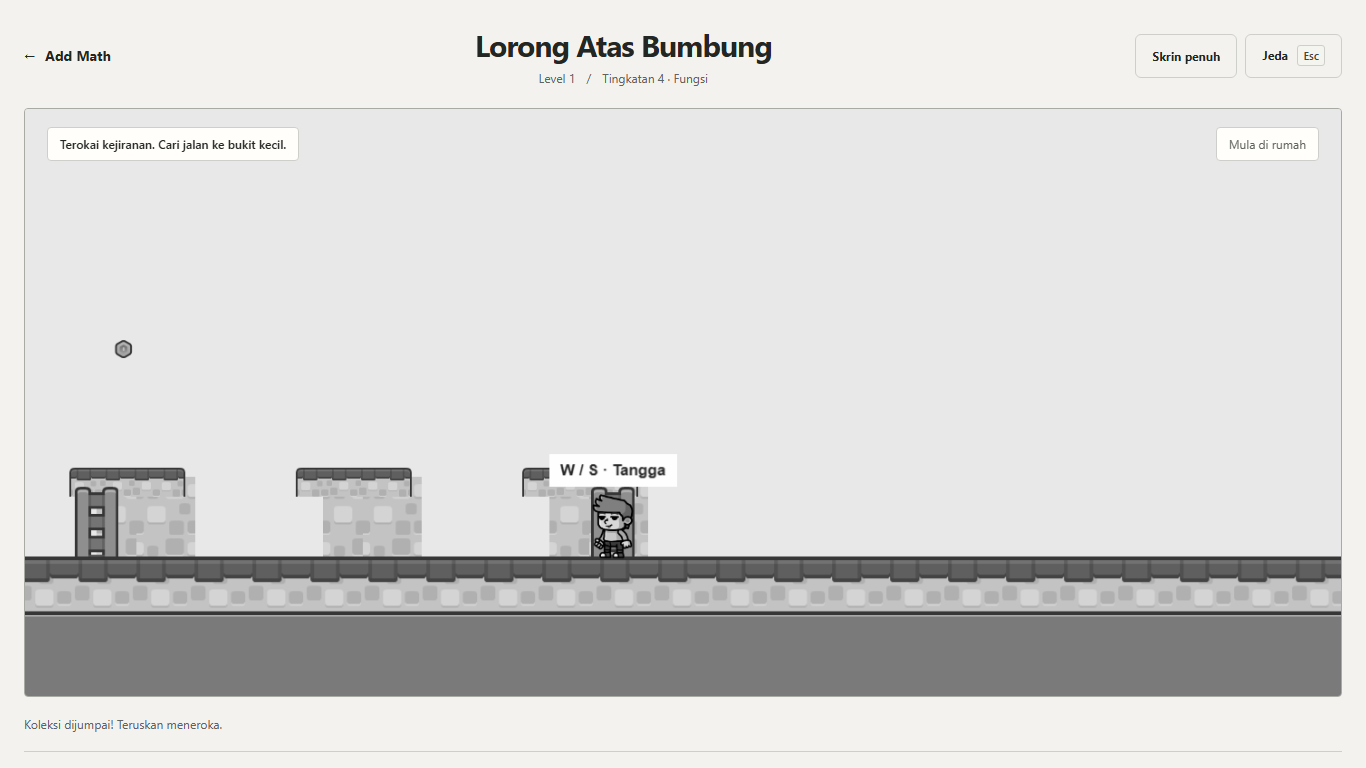 ← Add Math
Lorong Atas Bumbung
Level 1 / Tingkatan 4 · Fungsi
Skrin penuh
Jeda Esc
Terokai kejiranan. Cari jalan ke bukit kecil.
Mula di rumah
W / S · Tangga
Koleksi dijumpai! Teruskan meneroka.